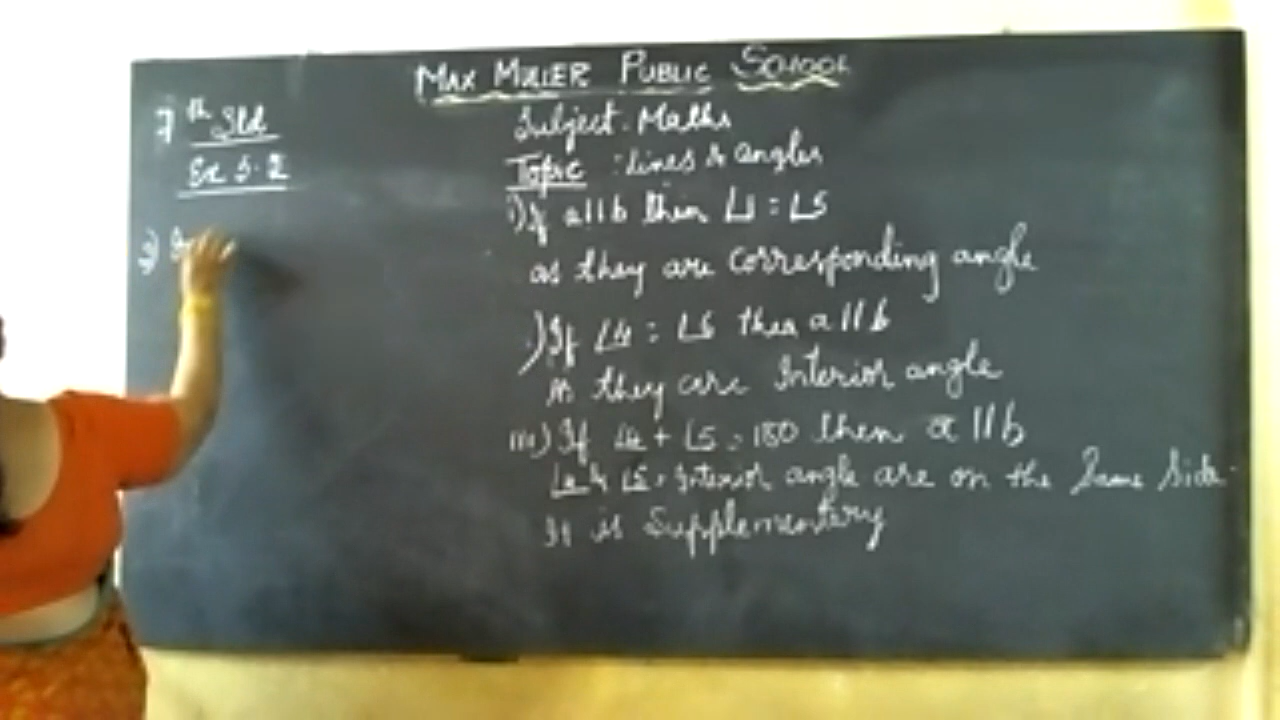 MAX MULLER PUBLIC SCHOOL
7th Std
Ex 5.2
Subject. Maths
Topic : Lines & angles
i) If a||b then ∠1 = ∠5
as they are corresponding angle
) If ∠4 = ∠6 then a||b
they are Interior angle
iii) If ∠4 + ∠5 = 180 then a||b
∠4 & ∠5 = Interior angle are on the Same Side.
It is Supplementary